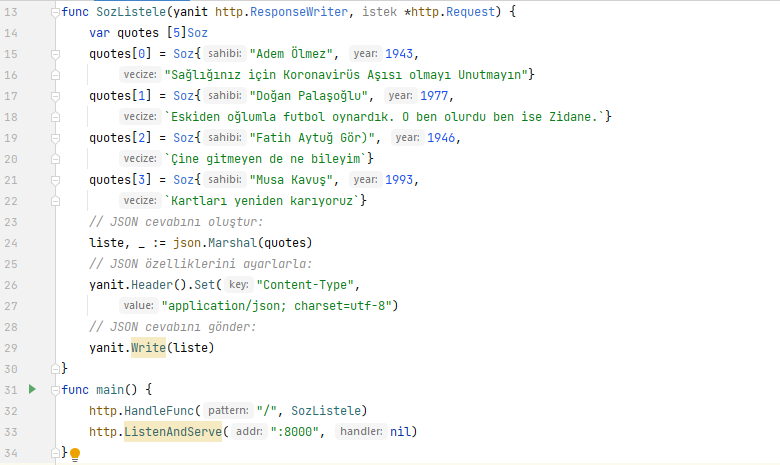 13 func SozListele(yanit http.ResponseWriter, istek *http.Request) {
14 var quotes [5]Soz
15 quotes[0] = Soz{ sahibi: "Adem Ölmez", year: 1943,
16 vecize: "Sağlığınız için Koronavirüs Aşısı olmayı Unutmayın"}
17 quotes[1] = Soz{ sahibi: "Doğan Palaşoğlu", year: 1977,
18 vecize: `Eskiden oğlumla futbol oynardık. O ben olurdu ben ise Zidane.`}
19 quotes[2] = Soz{ sahibi: "Fatih Aytuğ Gör)", year: 1946,
20 vecize: `Çine gitmeyen de ne bileyim`}
21 quotes[3] = Soz{ sahibi: "Musa Kavuş", year: 1993,
22 vecize: `Kartları yeniden karıyoruz`}
23 // JSON cevabını oluştur:
24 liste, _ := json.Marshal(quotes)
25 // JSON özelliklerini ayarlarla:
26 yanit.Header().Set( key: "Content-Type",
27 value: "application/json; charset=utf-8")
28 // JSON cevabını gönder:
29 yanit.Write(liste)
30 }
31 func main() {
32 http.HandleFunc( pattern: "/", SozListele)
33 http.ListenAndServe( addr: ":8000", handler: nil)
34 }